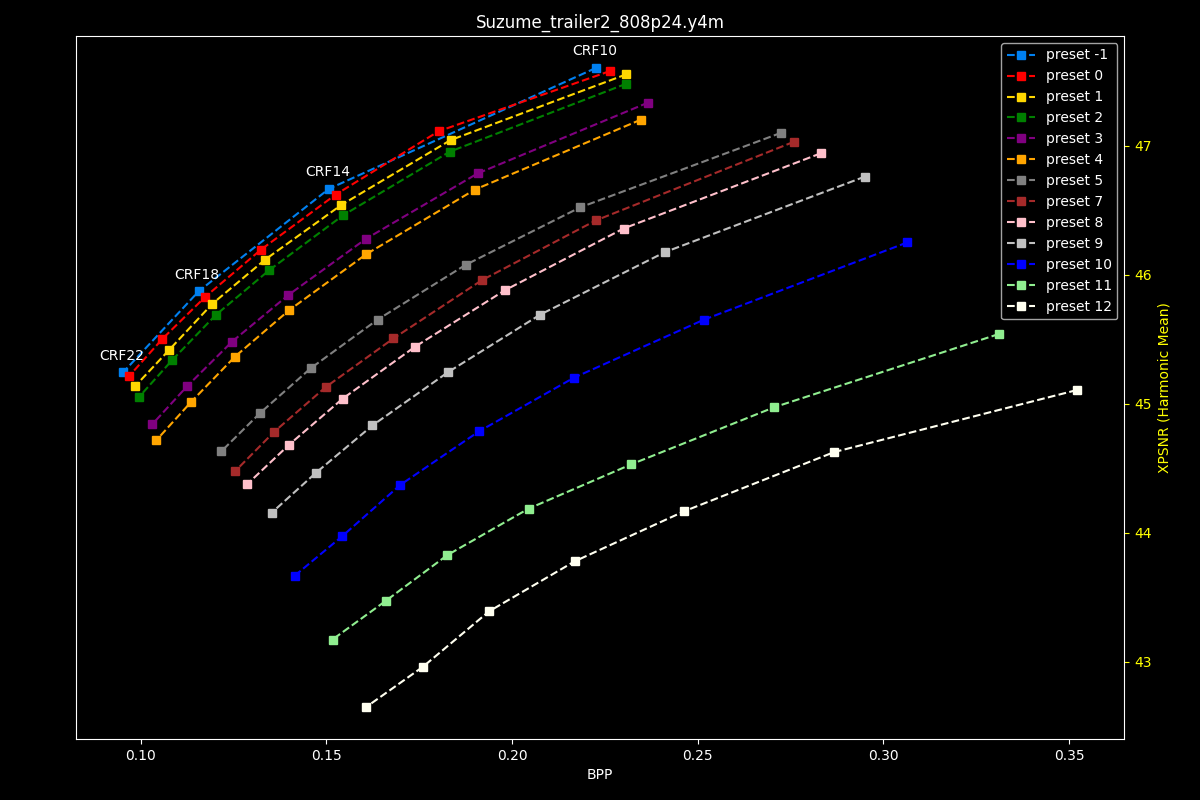 Suzume_trailer2_808p24.y4m
CRF10
CRF14
CRF18
CRF22
preset -1
preset 0
preset 1
preset 2
preset 3
preset 4
preset 5
preset 7
preset 8
preset 9
preset 10
preset 11
preset 12
47
46
45
44
43
XPSNR (Harmonic Mean)
0.10 0.15 0.20 0.25 0.30 0.35
BPP